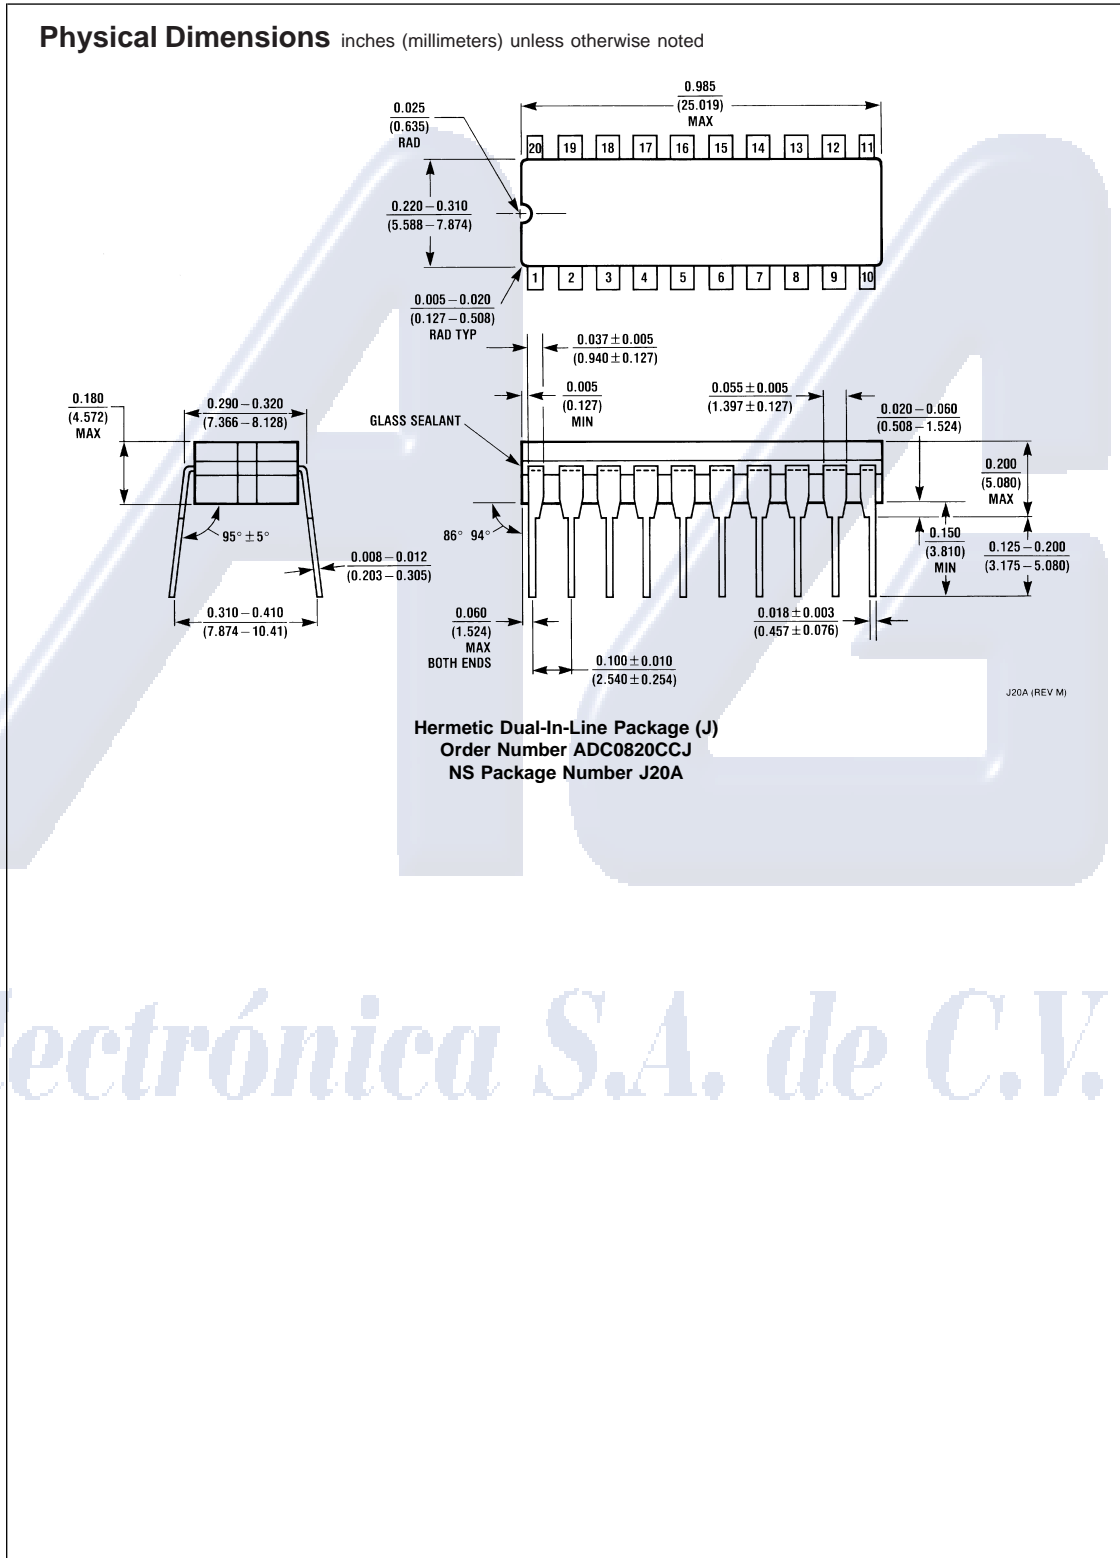 Physical Dimensions inches (millimeters) unless otherwise noted
0.985
(25.019)
MAX
0.025
(0.635)
RAD
20 19 18 17 16 15 14 13 12 11
0.220–0.310
(5.588–7.874)
1 2 3 4 5 6 7 8 9 10
0.005–0.020
(0.127–0.508)
RAD TYP
0.037±0.005
(0.940±0.127)
0.180
(4.572)
MAX
0.290–0.320
(7.366–8.128)
GLASS SEALANT
0.005
(0.127)
MIN
0.055±0.005
(1.397±0.127)
0.020–0.060
(0.508–1.524)
0.200
(5.080)
MAX
95°±5°
86° 94°
0.150
(3.810)
MIN
0.125–0.200
(3.175–5.080)
0.008–0.012
(0.203–0.305)
0.310–0.410
(7.874–10.41)
0.060
(1.524)
MAX
BOTH ENDS
0.018±0.003
(0.457±0.076)
0.100±0.010
(2.540±0.254)
J20A (REV M)
Hermetic Dual-In-Line Package (J)
Order Number ADC0820CCJ
NS Package Number J20A
lectrónica S.A. de C.V.